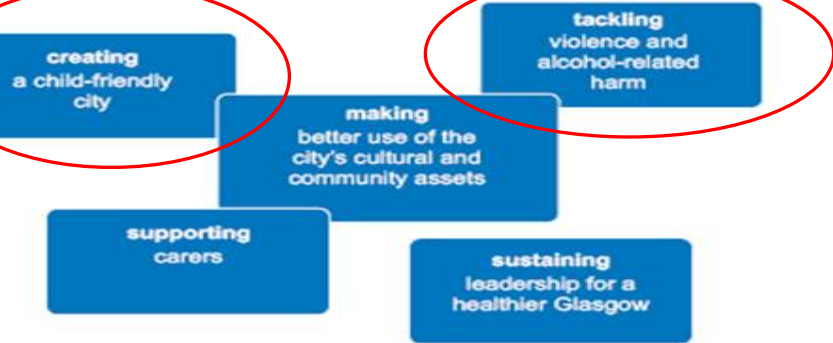 creating
a child-friendly
city
tackling
violence and
alcohol-related
harm
making
better use of the
city's cultural and
community assets
supporting
carers
sustaining
leadership for a
healthier Glasgow